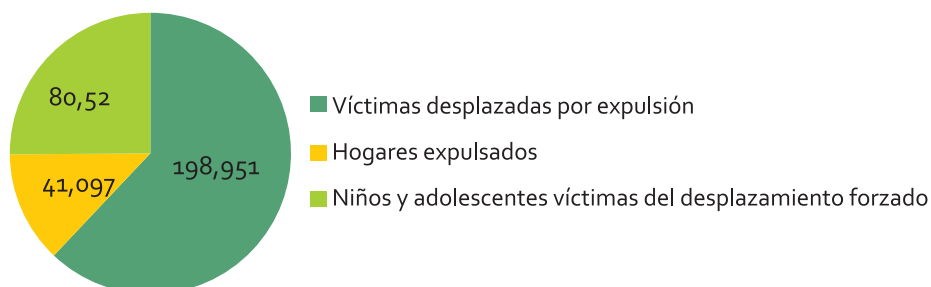 80,52
41,097
198,951
Víctimas desplazadas por expulsión
Hogares expulsados
Niños y adolescentes víctimas del desplazamiento forzado